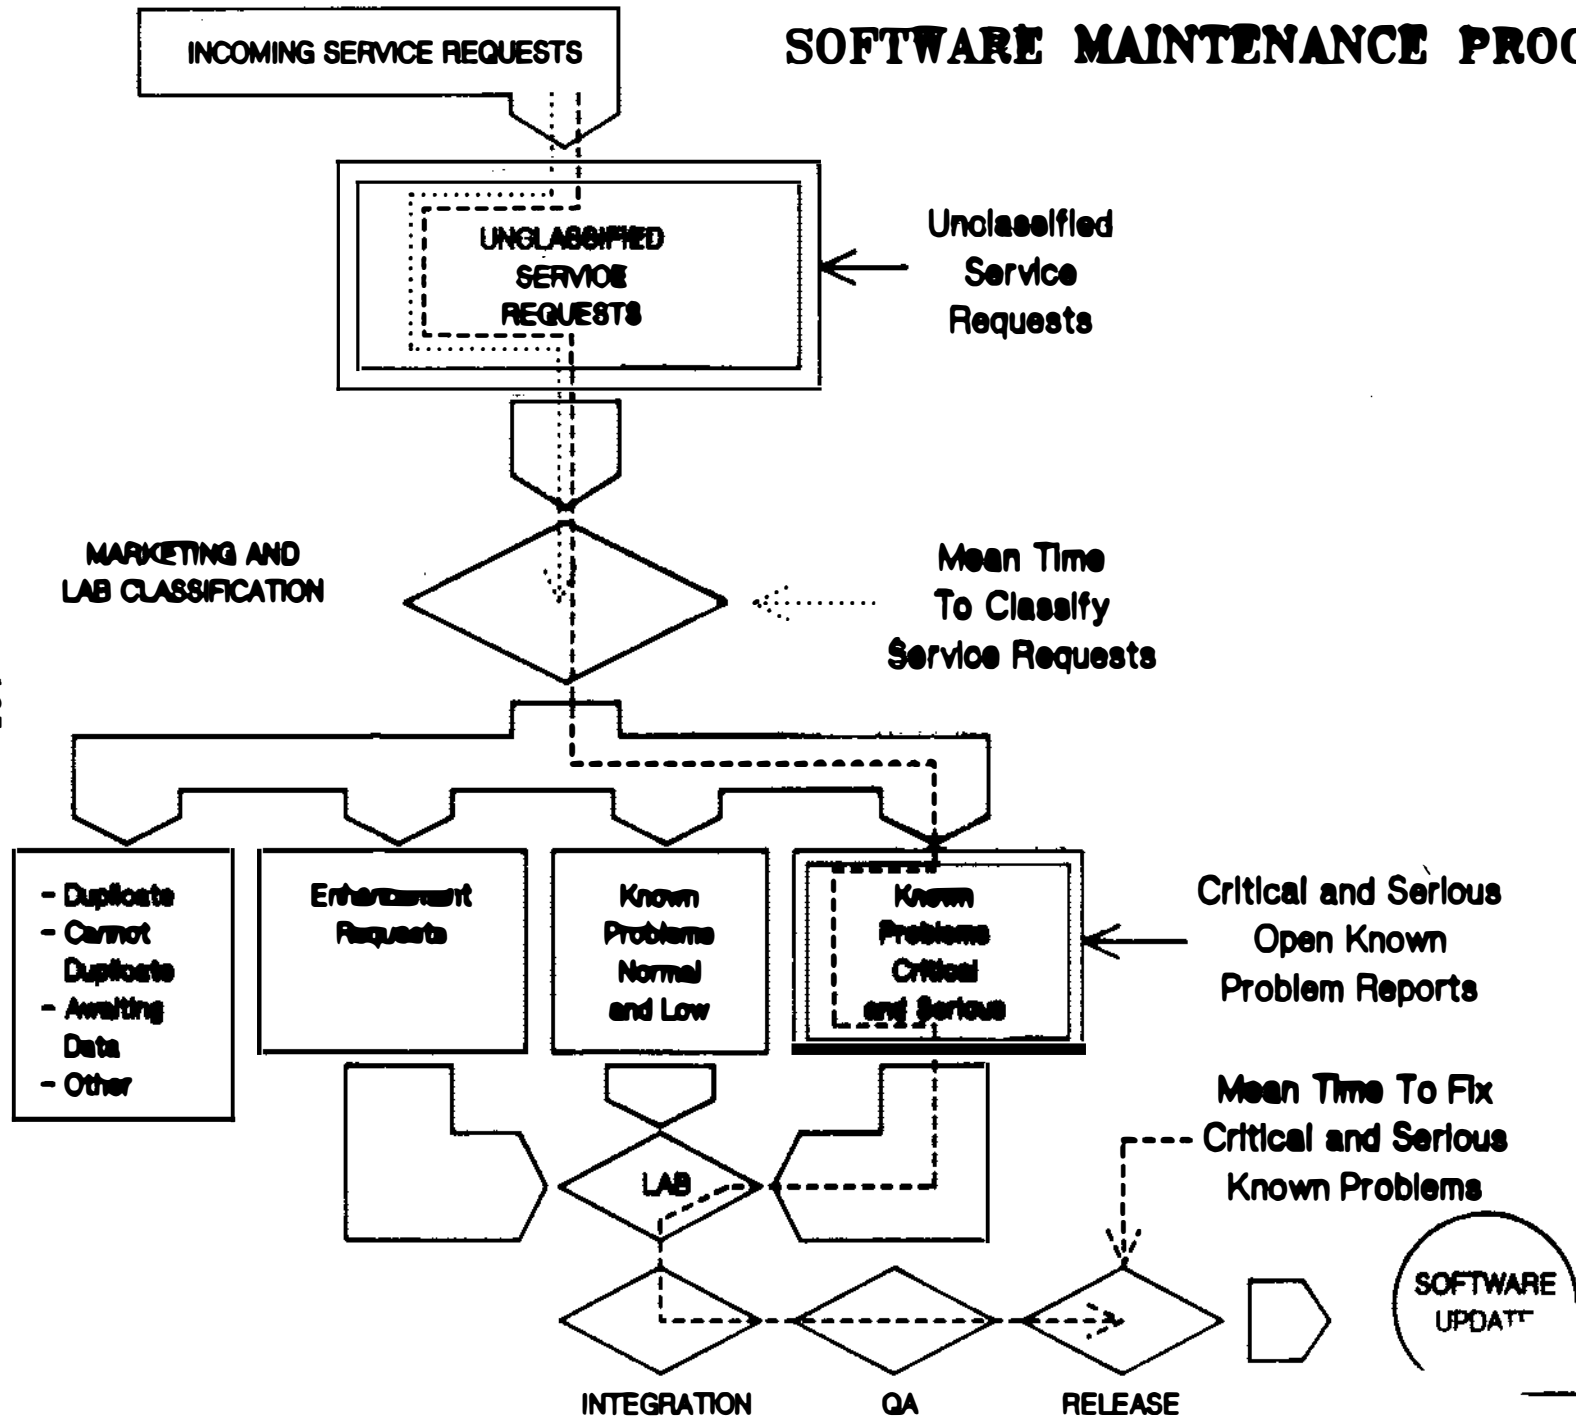 SOFTWARE MAINTENANCE PROC
INCOMING SERVICE REQUESTS
UNCLASSIFIED
SERVICE
REQUESTS
Unclassified
Service
Requests
MARKETING AND
LAB CLASSIFICATION
Mean Time
To Classify
Service Requests
- Duplicate
- Cannot
Duplicate
- Awaiting
Data
- Other
Enhancement
Requests
Known
Problems
Normal
and Low
Known
Problems
Critical
and Serious
Critical and Serious
Open Known
Problem Reports
Mean Time To Fix
Critical and Serious
Known Problems
LAB
SOFTWARE
UPDATE
INTEGRATION
QA
RELEASE